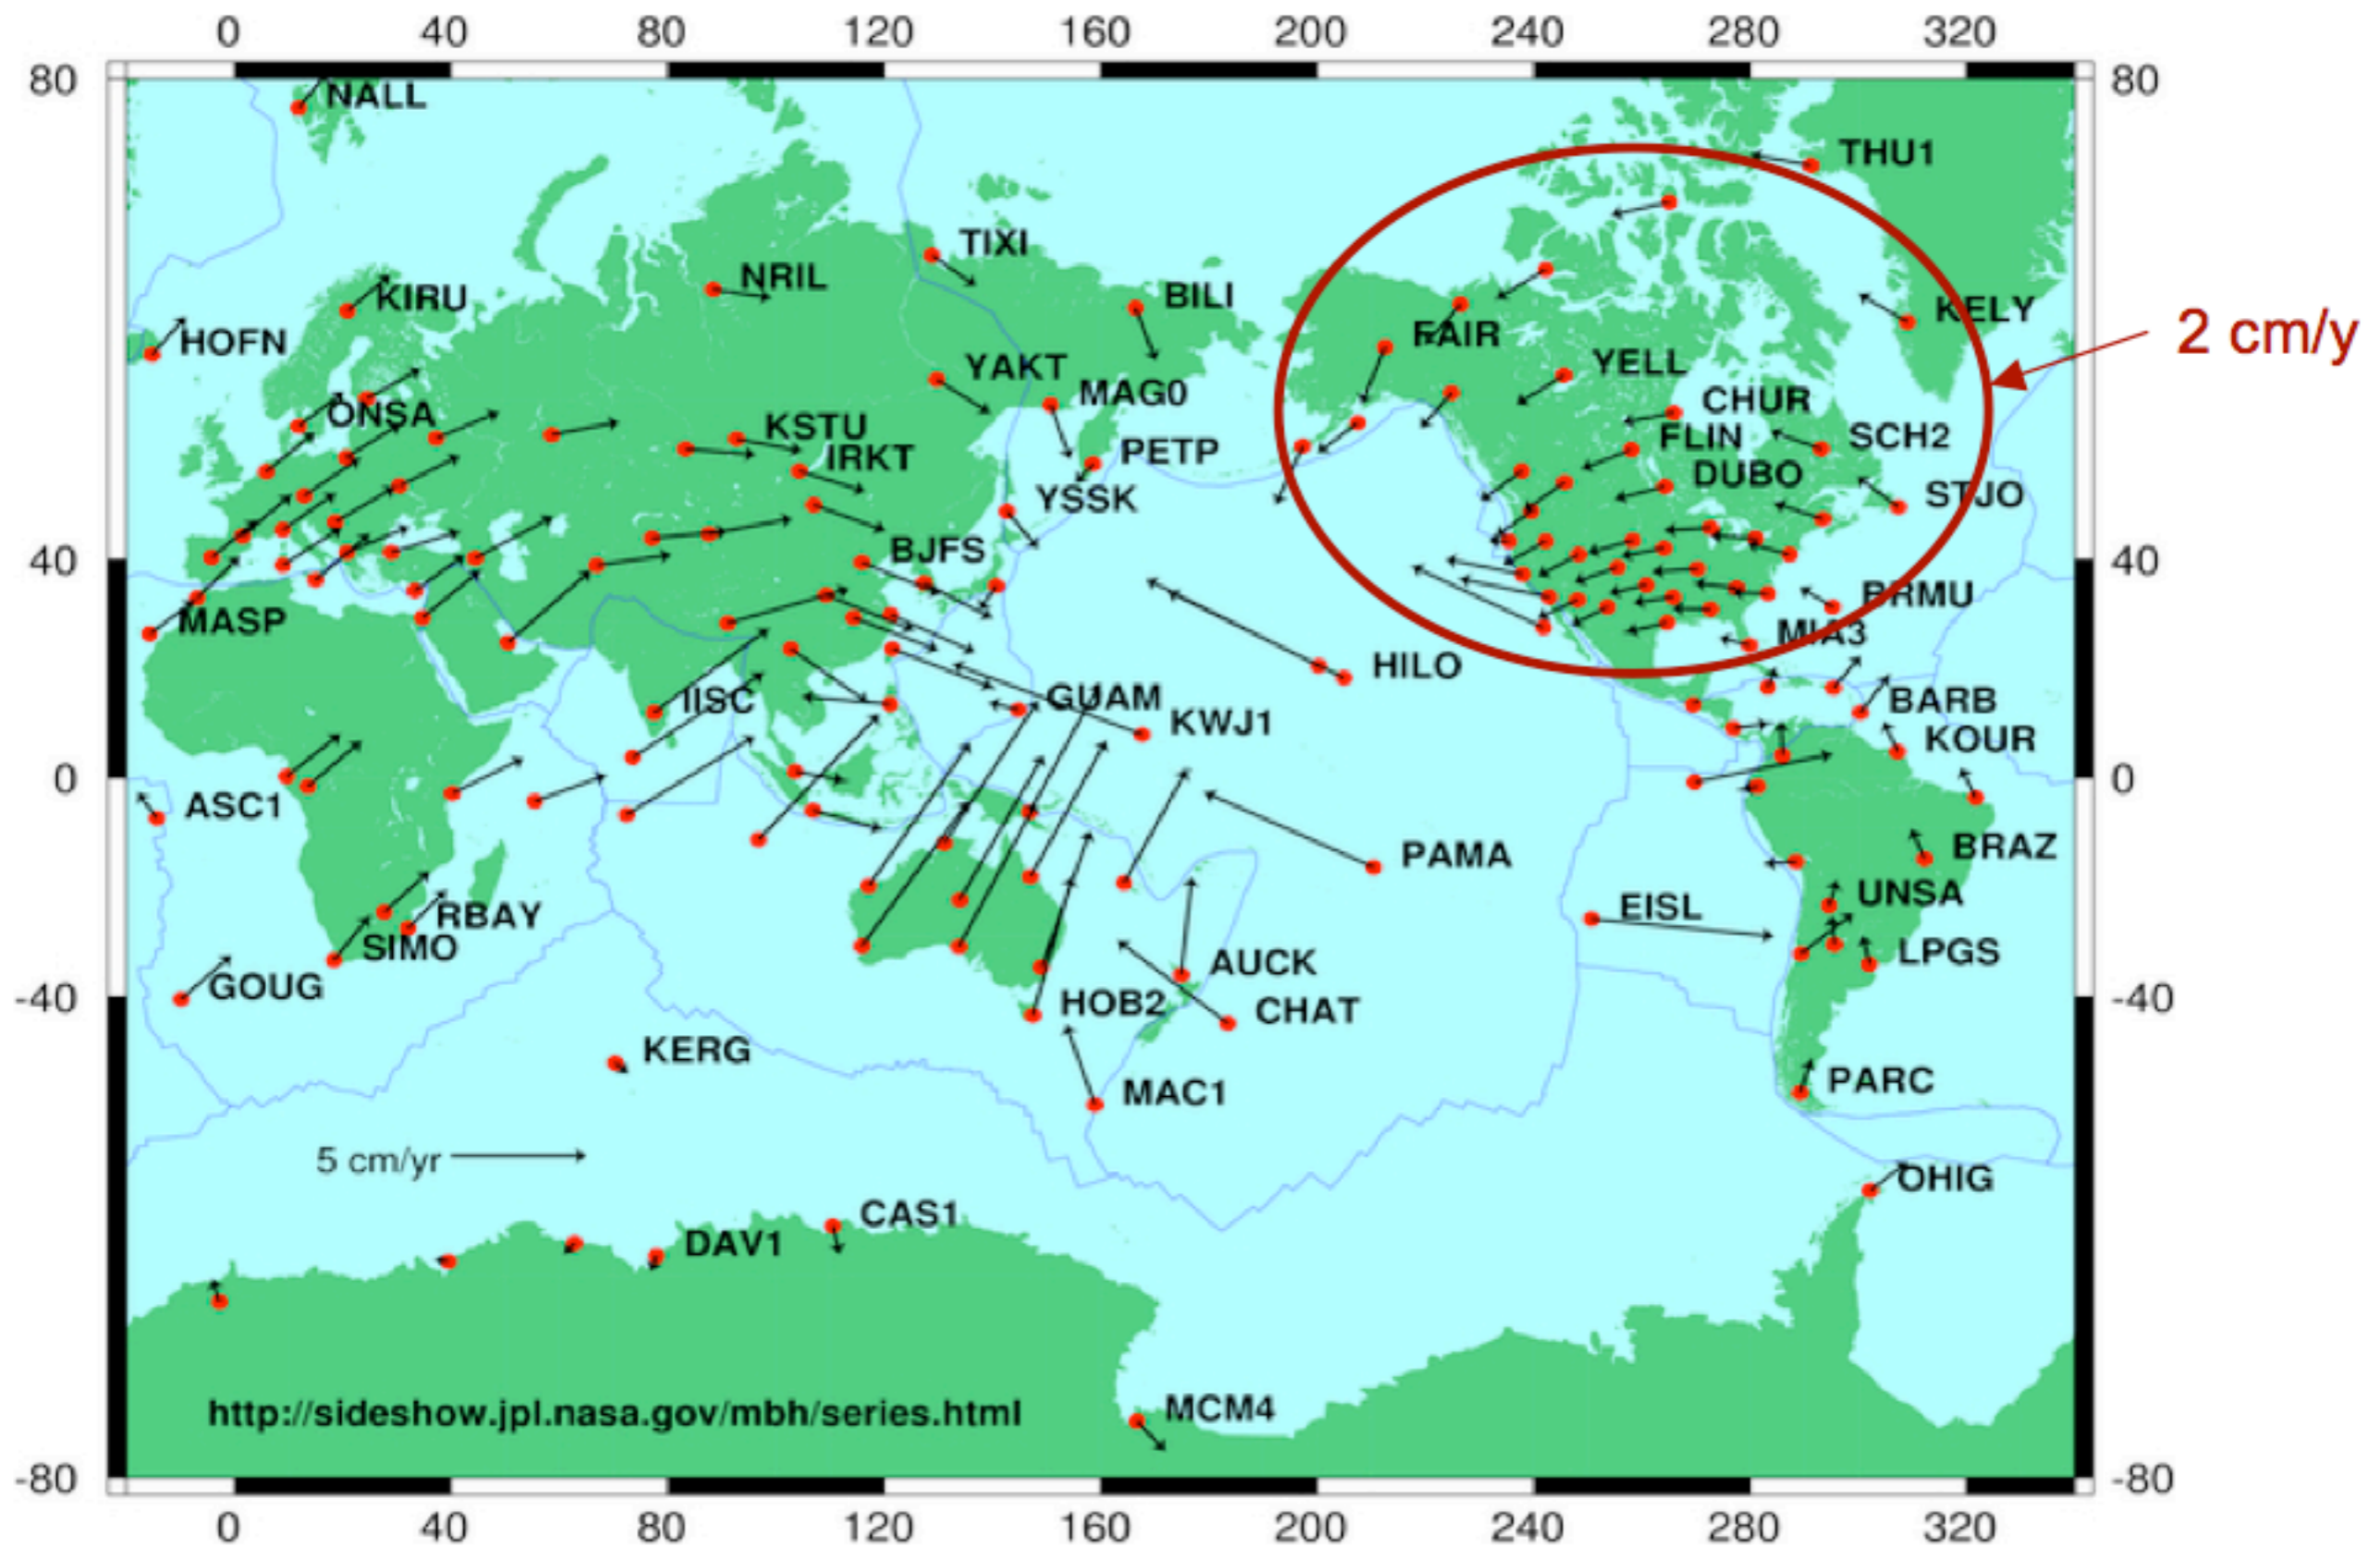 0 40 80 120 160 200 240 280 320
80 80
NALL
THU1
TIXI
NRIL
BILI
KIRU
KELY
2 cm/y
HOFN
FAIR
YAKT
YELL
MAG0
CHUR
ONSA
KSTU
FLIN
SCH2
PETP
IRKT
DUBO
YSSK
STJO
BJFS
40 40
BRMU
MASP
MIA3
HILO
IISC
GUAM
BARB
KWJ1
KOUR
0 0
ASC1
BRAZ
PAMA
UNSA
EISL
RBAY
SIMO
LPGS
AUCK
GOUG
-40 -40
HOB2
CHAT
KERG
PARC
MAC1
5 cm/yr
OHIG
CAS1
DAV1
MCM4
http://sideshow.jpl.nasa.gov/mbh/series.html
-80 -80
0 40 80 120 160 200 240 280 320